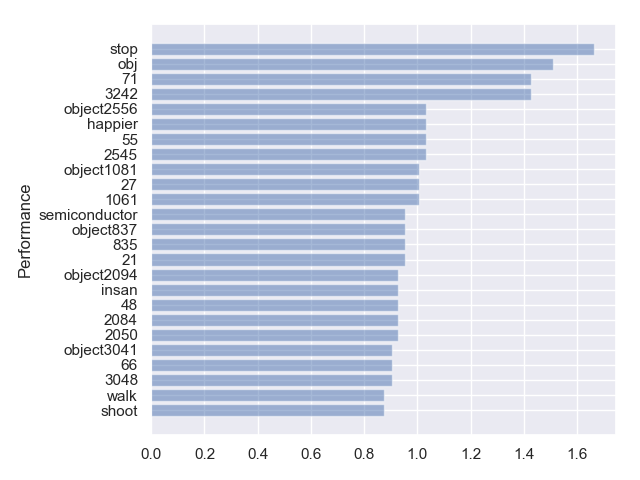 stop
obj
71
3242
object2556
happier
55
2545
object1081
27
1061
semiconductor
object837
835
21
object2094
insan
48
2084
2050
object3041
66
3048
walk
shoot
Performance
0.0 0.2 0.4 0.6 0.8 1.0 1.2 1.4 1.6